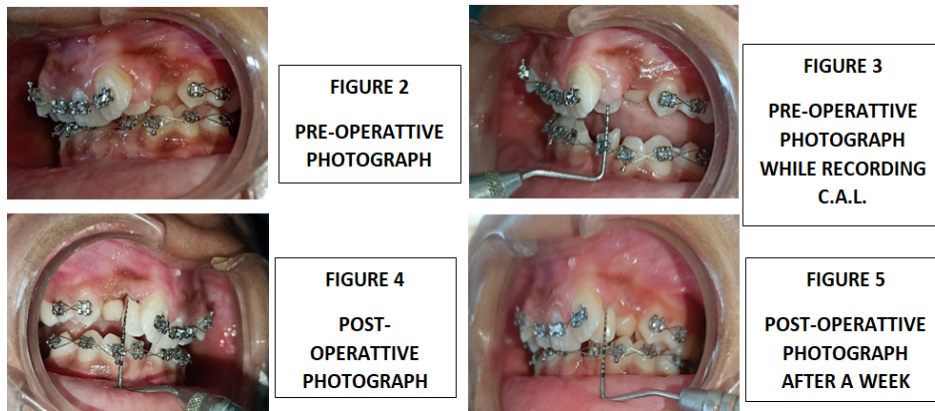 FIGURE 2
PRE-OPERATTIVE
PHOTOGRAPH
FIGURE 3
PRE-OPERATTIVE
PHOTOGRAPH
WHILE RECORDING
C.A.L.
FIGURE 4
POST-
OPERATTIVE
PHOTOGRAPH
FIGURE 5
POST-OPERATTIVE
PHOTOGRAPH
AFTER A WEEK